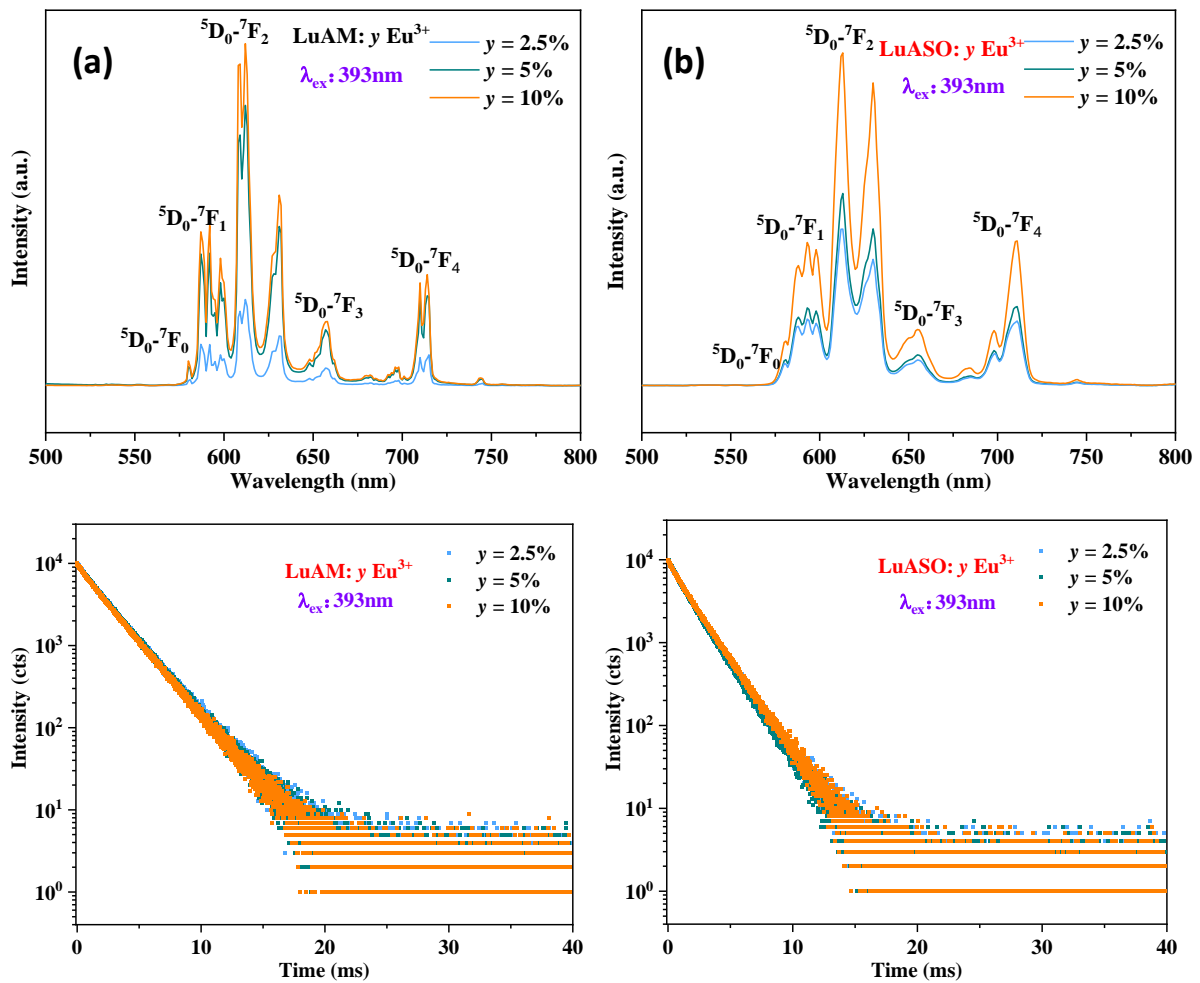 (a)
⁵D₀-⁷F₂
LuAM: y Eu³⁺
λₑₓ: 393nm
y = 2.5%
y = 5%
y = 10%
⁵D₀-⁷F₁
⁵D₀-⁷F₀
⁵D₀-⁷F₃
⁵D₀-⁷F₄
Intensity (a.u.)
500 550 600 650 700 750 800
Wavelength (nm)
(b)
⁵D₀-⁷F₂
LuASO: y Eu³⁺
λₑₓ: 393nm
y = 2.5%
y = 5%
y = 10%
⁵D₀-⁷F₁
⁵D₀-⁷F₀
⁵D₀-⁷F₃
⁵D₀-⁷F₄
Intensity (a.u.)
500 550 600 650 700 750 800
Wavelength (nm)
LuAM: y Eu³⁺
λₑₓ: 393nm
y = 2.5%
y = 5%
y = 10%
Intensity (cts)
10⁴
10³
10²
10¹
10⁰
0 10 20 30 40
Time (ms)
LuASO: y Eu³⁺
λₑₓ: 393nm
y = 2.5%
y = 5%
y = 10%
Intensity (cts)
10⁴
10³
10²
10¹
10⁰
0 10 20 30 40
Time (ms)